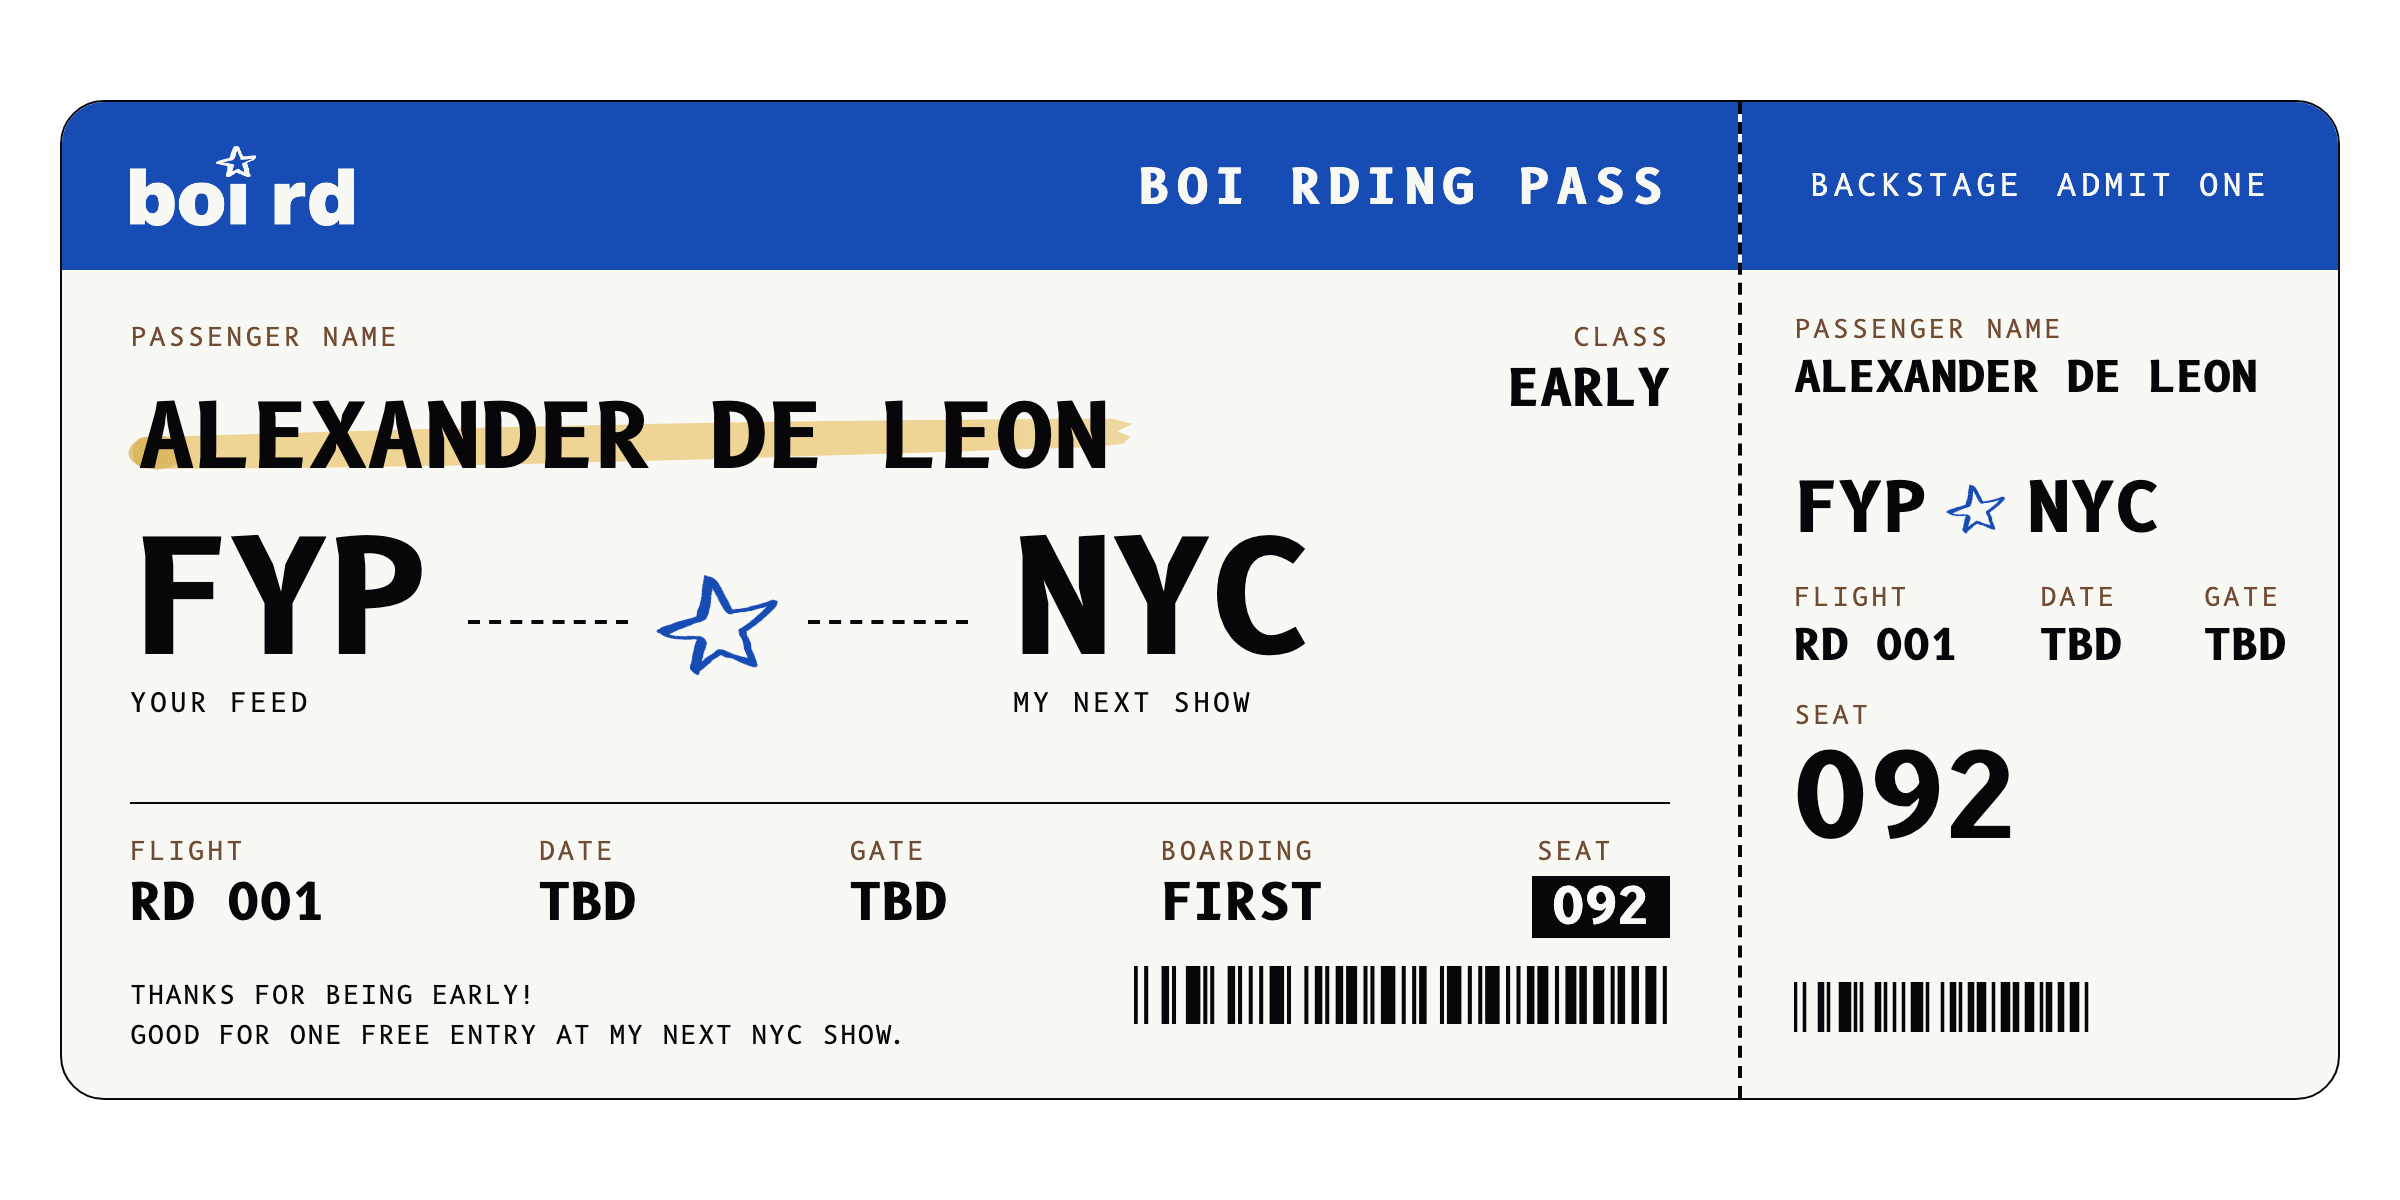 boi rd
BOI RDING PASS
BACKSTAGE ADMIT ONE
PASSENGER NAME
ALEXANDER DE LEON
CLASS
EARLY
FYP
NYC
YOUR FEED
MY NEXT SHOW
FLIGHT
RD 001
DATE
TBD
GATE
TBD
BOARDING
FIRST
SEAT
092
THANKS FOR BEING EARLY!
GOOD FOR ONE FREE ENTRY AT MY NEXT NYC SHOW.
PASSENGER NAME
ALEXANDER DE LEON
FYP NYC
FLIGHT
RD 001
DATE
TBD
GATE
TBD
SEAT
092